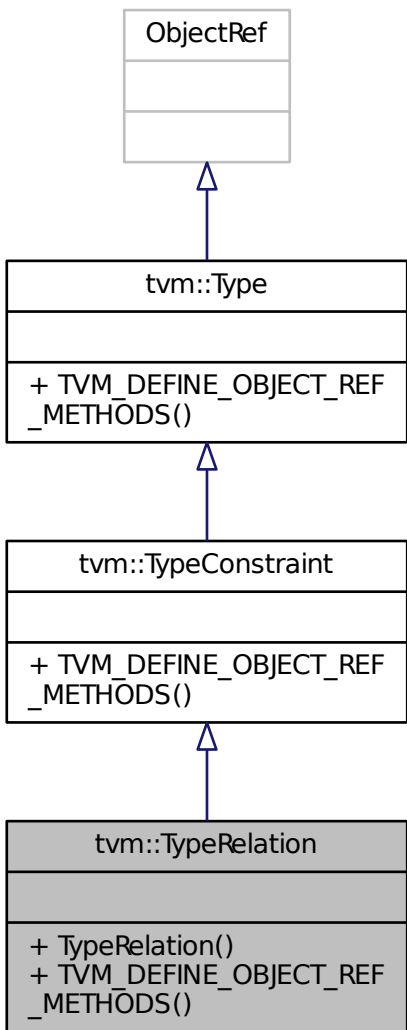 ObjectRef
tvm::Type
+ TVM_DEFINE_OBJECT_REF
_METHODS()
tvm::TypeConstraint
+ TVM_DEFINE_OBJECT_REF
_METHODS()
tvm::TypeRelation
+ TypeRelation()
+ TVM_DEFINE_OBJECT_REF
_METHODS()